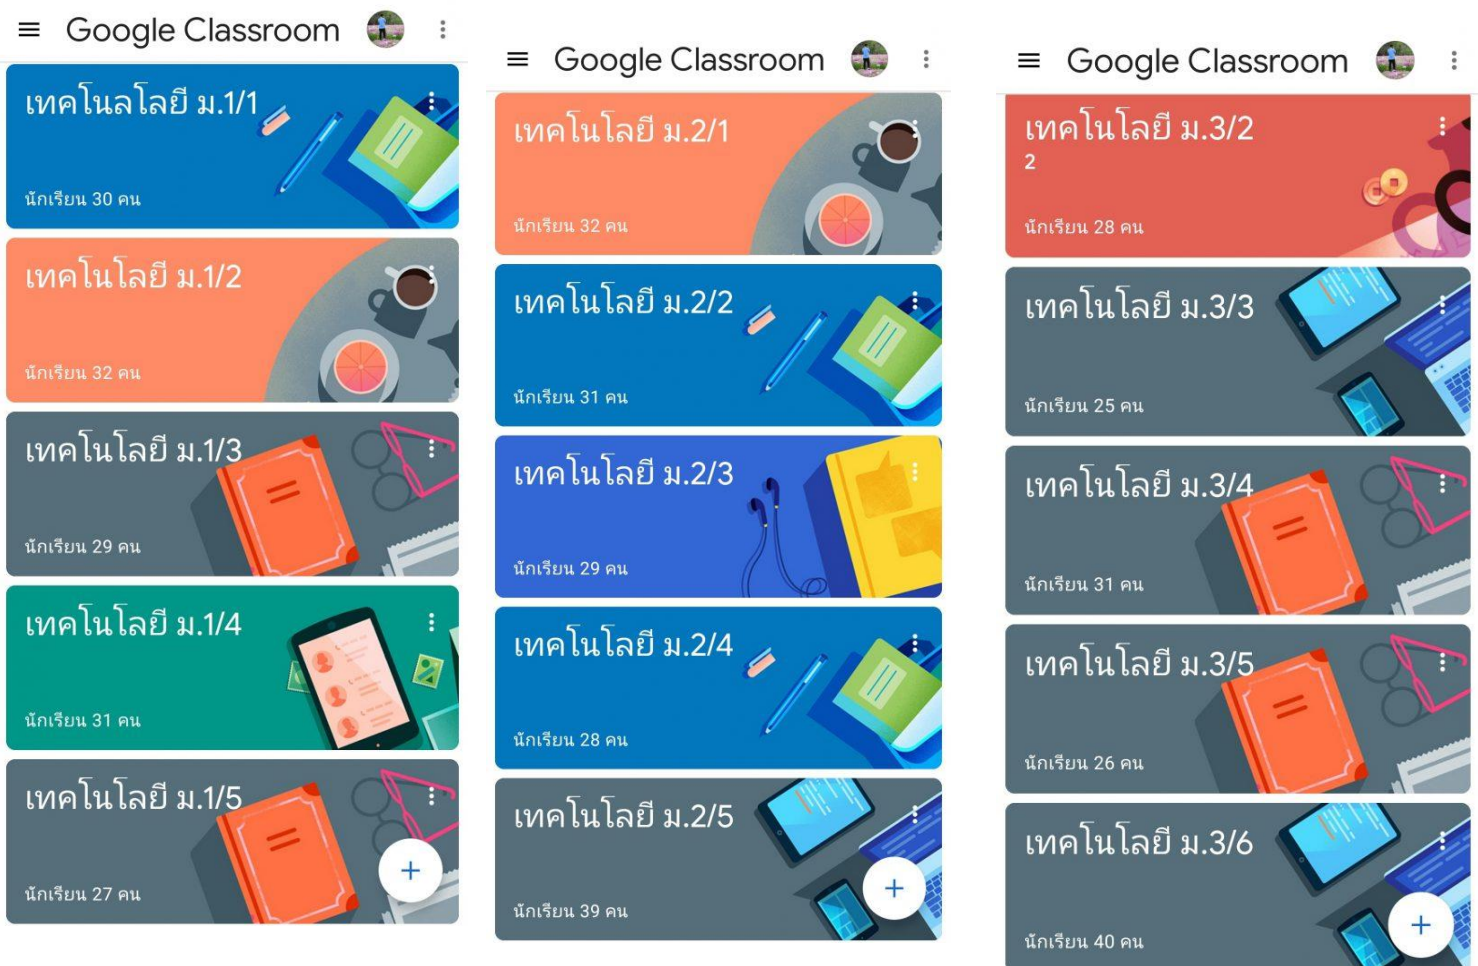 Google Classroom
เทคโนลโลยี ม.1/1
นักเรียน 30 คน
เทคโนโลยี ม.1/2
นักเรียน 32 คน
เทคโนโลยี ม.1/3
นักเรียน 29 คน
เทคโนโลยี ม.1/4
นักเรียน 31 คน
เทคโนโลยี ม.1/5
นักเรียน 27 คน
Google Classroom
เทคโนโลยี ม.2/1
นักเรียน 32 คน
เทคโนโลยี ม.2/2
นักเรียน 31 คน
เทคโนโลยี ม.2/3
นักเรียน 29 คน
เทคโนโลยี ม.2/4
นักเรียน 28 คน
เทคโนโลยี ม.2/5
นักเรียน 39 คน
Google Classroom
เทคโนโลยี ม.3/2
2
นักเรียน 28 คน
เทคโนโลยี ม.3/3
นักเรียน 25 คน
เทคโนโลยี ม.3/4
นักเรียน 31 คน
เทคโนโลยี ม.3/5
นักเรียน 26 คน
เทคโนโลยี ม.3/6
นักเรียน 40 คน